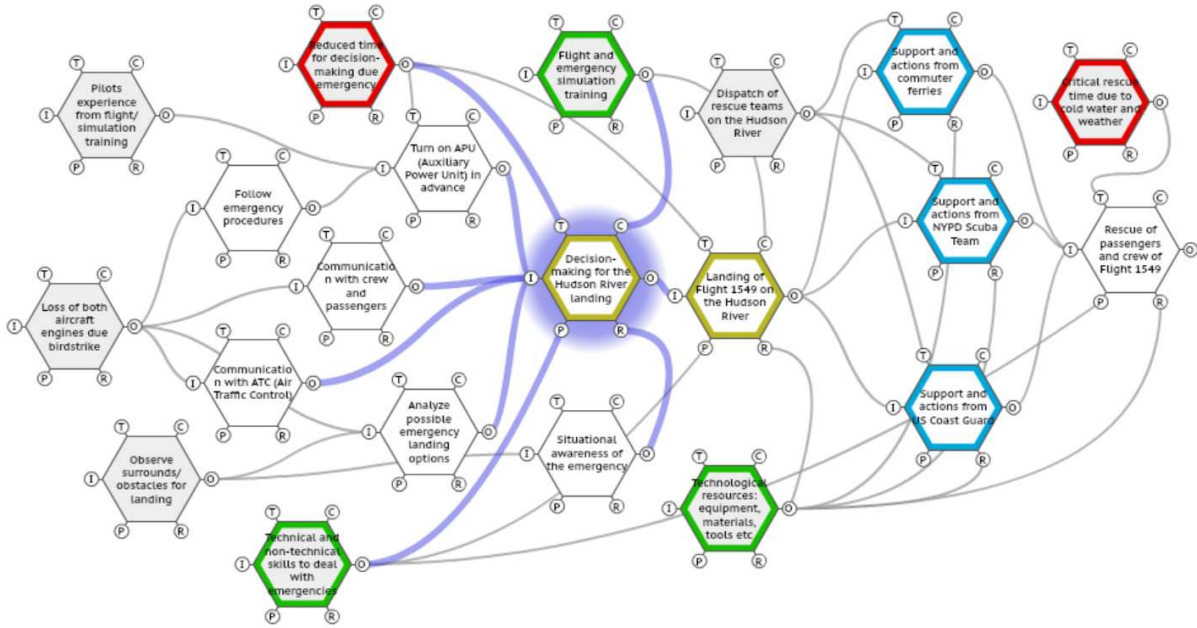 T
C
Reduced time
for decision-
making due
emergency
I
O
P
R
T
C
Flight and
emergency
simulation
training
I
O
P
R
T
C
Support and
actions from
commuter
ferries
I
O
P
R
T
C
Pilots
experience
from flight/
simulation
training
I
O
P
R
T
C
Dispatch of
rescue teams
on the Hudson
River
I
O
P
R
T
C
Critical rescue
time due to
cold water and
weather
I
O
P
R
T
C
Turn on APU
(Auxiliary
Power Unit) in
advance
I
O
P
R
T
C
Follow
emergency
procedures
I
O
P
R
T
C
Support and
actions from
NYPD Scuba
Team
I
O
P
R
T
C
Rescue of
passengers
and crew of
Flight 1549
I
O
P
R
T
C
Communicatio
n with crew
and
passengers
I
O
P
R
T
C
Decision-
making for the
Hudson River
landing
I
O
P
R
T
C
Landing of
Flight 1549 on
the Hudson
River
I
O
P
R
T
C
Loss of both
aircraft
engines due
birdstrike
I
O
P
R
T
C
Communicatio
n with ATC (Air
Traffic Control)
I
O
P
R
T
C
Analyze
possible
emergency
landing
options
I
O
P
R
T
C
Support and
actions from
US Coast Guard
I
O
P
R
T
C
Situational
awareness of
the emergency
I
O
P
R
T
C
Observe
surrounds/
obstacles for
landing
I
O
P
R
T
C
Technological
resources:
equipment,
materials,
tools etc
I
O
P
R
T
C
Technical and
non-technical
skills to deal
with
emergencies
I
O
P
R